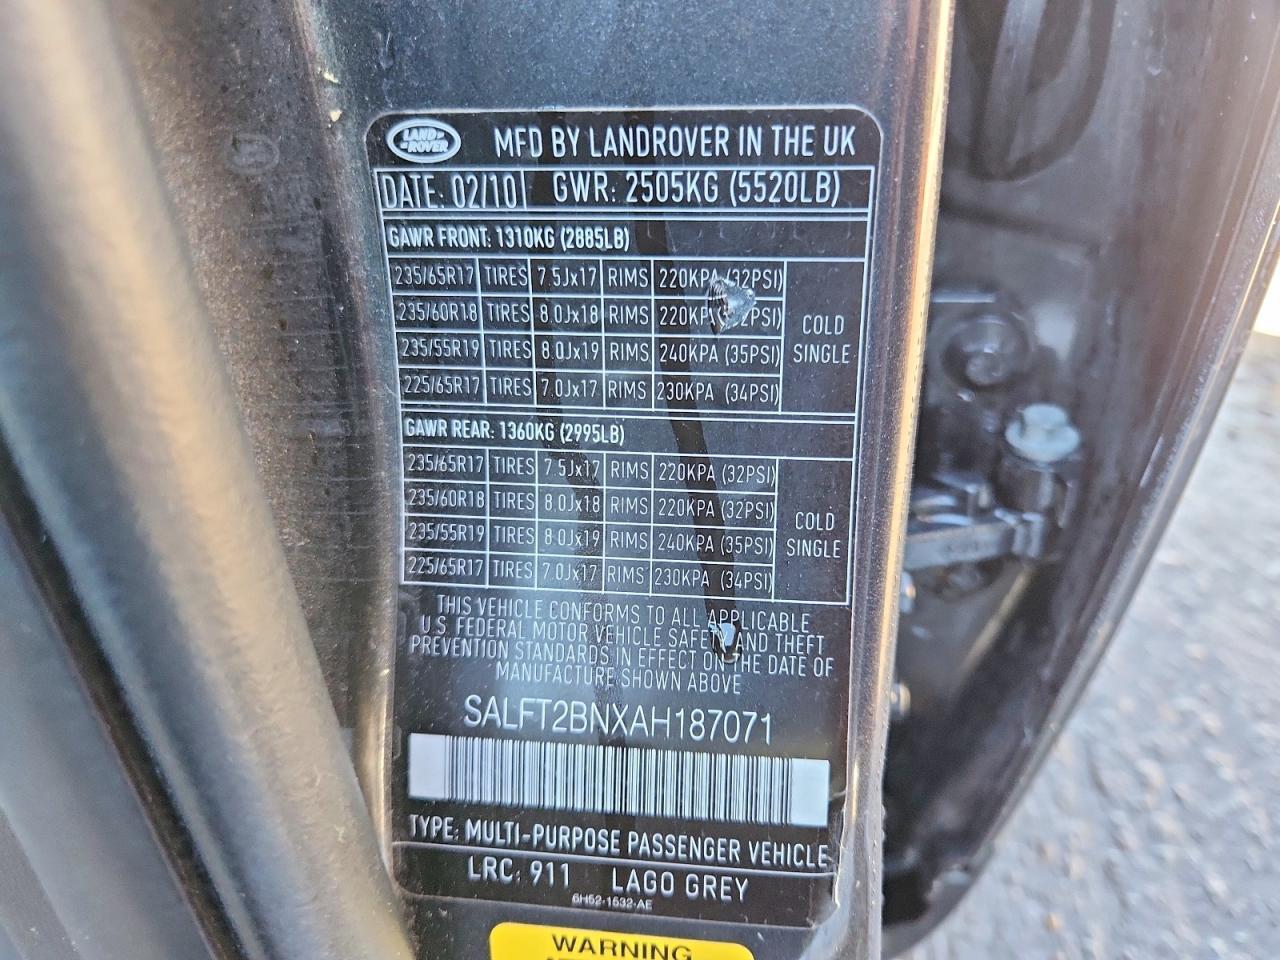 LAND ROVER MFD BY LANDROVER IN THE UK
DATE: 02/10 GWR: 2505KG (5520LB)
GAWR FRONT: 1310KG (2885LB)
235/65R17 TIRES 7.5Jx17 RIMS 220KPA (32PSI)
235/60R18 TIRES 8.0Jx18 RIMS 220KPA (32PSI)
235/55R19 TIRES 8.0Jx19 RIMS 240KPA (35PSI)
225/65R17 TIRES 7.0Jx17 RIMS 230KPA (34PSI)
COLD
SINGLE
GAWR REAR: 1360KG (2995LB)
235/65R17 TIRES 7.5Jx17 RIMS 220KPA (32PSI)
235/60R18 TIRES 8.0Jx18 RIMS 220KPA (32PSI)
235/55R19 TIRES 8.0Jx19 RIMS 240KPA (35PSI)
225/65R17 TIRES 7.0Jx17 RIMS 230KPA (34PSI)
COLD
SINGLE
THIS VEHICLE CONFORMS TO ALL APPLICABLE
U.S. FEDERAL MOTOR VEHICLE SAFETY AND THEFT
PREVENTION STANDARDS IN EFFECT ON THE DATE OF
MANUFACTURE SHOWN ABOVE
SALFT2BNXAH187071
TYPE: MULTI-PURPOSE PASSENGER VEHICLE
LRC: 911 LAGO GREY
6H52-1532-AE
WARNING